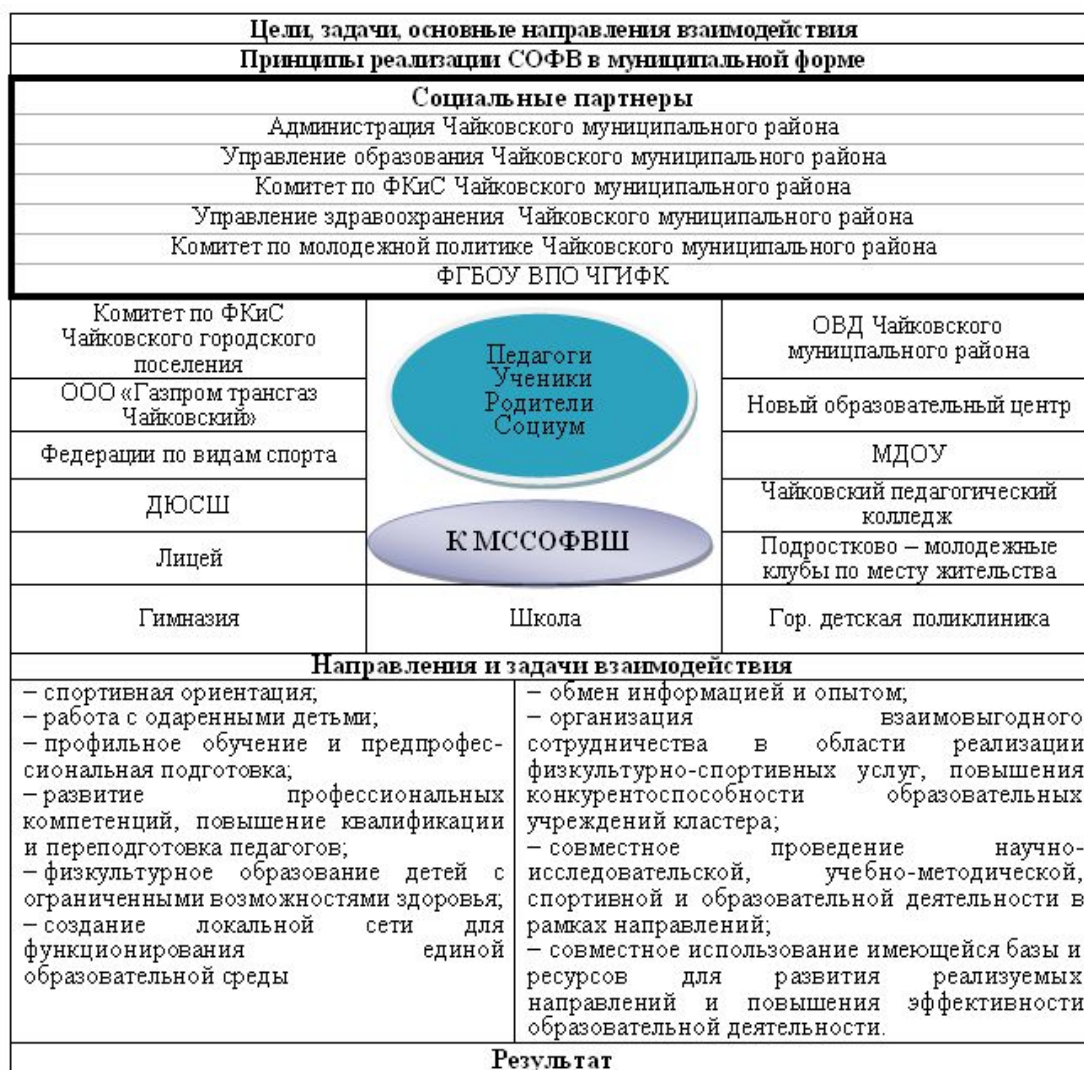 Цели, задачи, основные направления взаимодействия
Принципы реализации СОФВ в муниципальной форме
Социальные партнеры
Администрация Чайковского муниципального района
Управление образования Чайковского муниципального района
Комитет по ФКиС Чайковского муниципального района
Управление здравоохранения Чайковского муниципального района
Комитет по молодежной политике Чайковского муниципального района
ФГБОУ ВПО ЧГИФК
Комитет по ФКиС
Чайковского городского
поселения
ООО «Газпром трансгаз
Чайковский»
Федерации по видам спорта
ДЮСШ
Лицей
Гимназия
Педагоги
Ученики
Родители
Социум
К МССОФВШ
Школа
ОВД Чайковского
муницпального района
Новый образовательный центр
МДОУ
Чайковский педагогический
колледж
Подростково – молодежные
клубы по месту жительства
Гор. детская поликлиника
Направления и задачи взаимодействия
– спортивная ориентация;
– работа с одаренными детьми;
– профильное обучение и предпрофес-
сиональная подготовка;
– развитие профессиональных
компетенций, повышение квалификации
и переподготовка педагогов;
– физкультурное образование детей с
ограниченными возможностями здоровья;
– создание локальной сети для
функционирования единой
образовательной среды
– обмен информацией и опытом;
– организация взаимовыгодного
сотрудничества в области реализации
физкультурно-спортивных услуг, повышения
конкурентоспособности образовательных
учреждений кластера;
– совместное проведение научно-
исследовательской, учебно-методической,
спортивной и образовательной деятельности в
рамках направлений;
– совместное использование имеющейся базы и
ресурсов для развития реализуемых
направлений и повышения эффективности
образовательной деятельности.
Результат